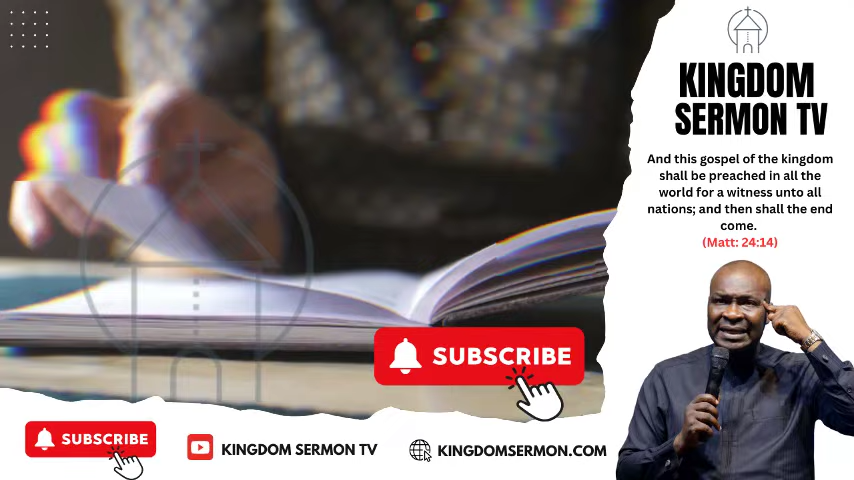 KINGDOM
SERMON TV
And this gospel of the kingdom
shall be preached in all the
world for a witness unto all
nations; and then shall the end
come.
(Matt: 24:14)
SUBSCRIBE
SUBSCRIBE
KINGDOM SERMON TV
KINGDOMSERMON.COM